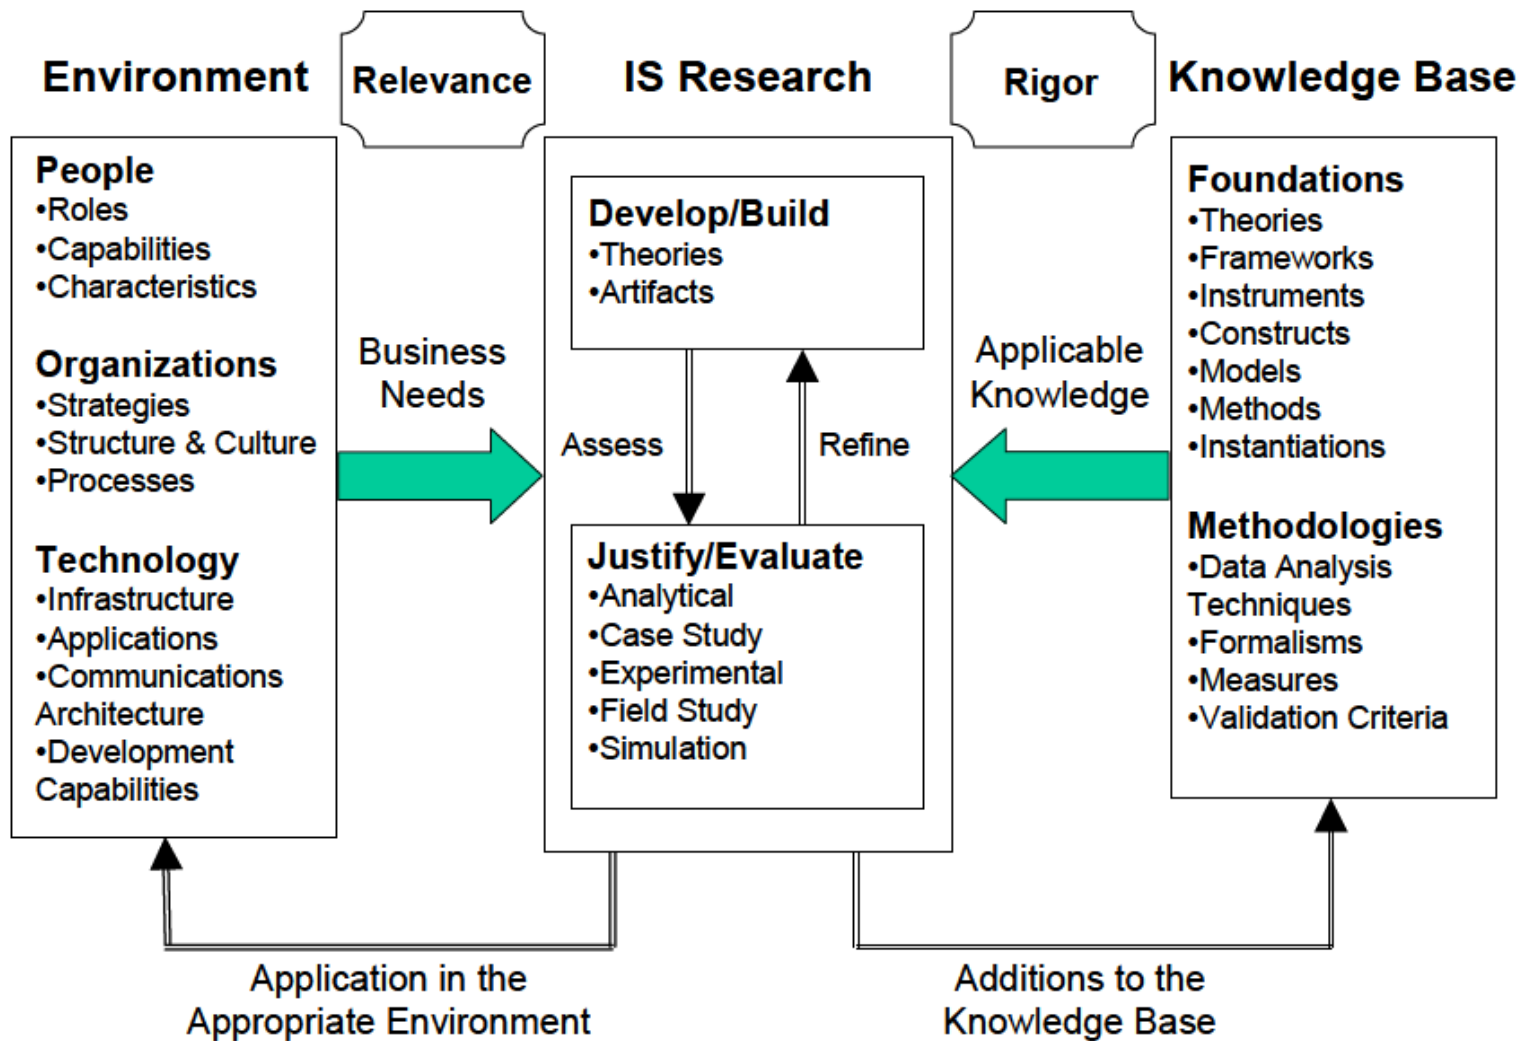 Environment
Relevance
IS Research
Rigor
Knowledge Base
People
•Roles
•Capabilities
•Characteristics
Organizations
•Strategies
•Structure & Culture
•Processes
Technology
•Infrastructure
•Applications
•Communications
Architecture
•Development
Capabilities
Business
Needs
Develop/Build
•Theories
•Artifacts
Assess
Refine
Justify/Evaluate
•Analytical
•Case Study
•Experimental
•Field Study
•Simulation
Applicable
Knowledge
Foundations
•Theories
•Frameworks
•Instruments
•Constructs
•Models
•Methods
•Instantiations
Methodologies
•Data Analysis
Techniques
•Formalisms
•Measures
•Validation Criteria
Application in the
Appropriate Environment
Additions to the
Knowledge Base